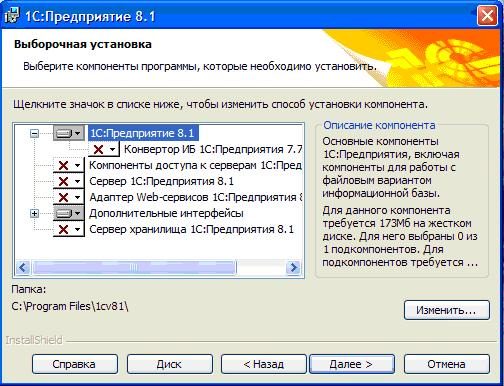 1С:Предприятие 8.1
Выборочная установка
Выберите компоненты программы, которые необходимо установить.
Щелкните значок в списке ниже, чтобы изменить способ установки компонента.
1С:Предприятие 8.1
Конвертор ИБ 1С:Предприятия 7.7
Компоненты доступа к серверам 1С:Пред
Сервер 1С:Предприятия 8.1
Адаптер Web-сервисов 1С:Предприятия 8
Дополнительные интерфейсы
Сервер хранилища 1С:Предприятия 8.1
Описание компонента
Основные компоненты
1С:Предприятия, включая
компоненты для работы с
файловым вариантом
информационной базы.
Для данного компонента
требуется 173Мб на жестком
диске. Для него выбрано 0 из
1 подкомпонентов. Для
подкомпонентов требуется ...
Папка:
C:\Program Files\1cv81\
Изменить...
InstallShield
Справка
Диск
< Назад
Далее >
Отмена